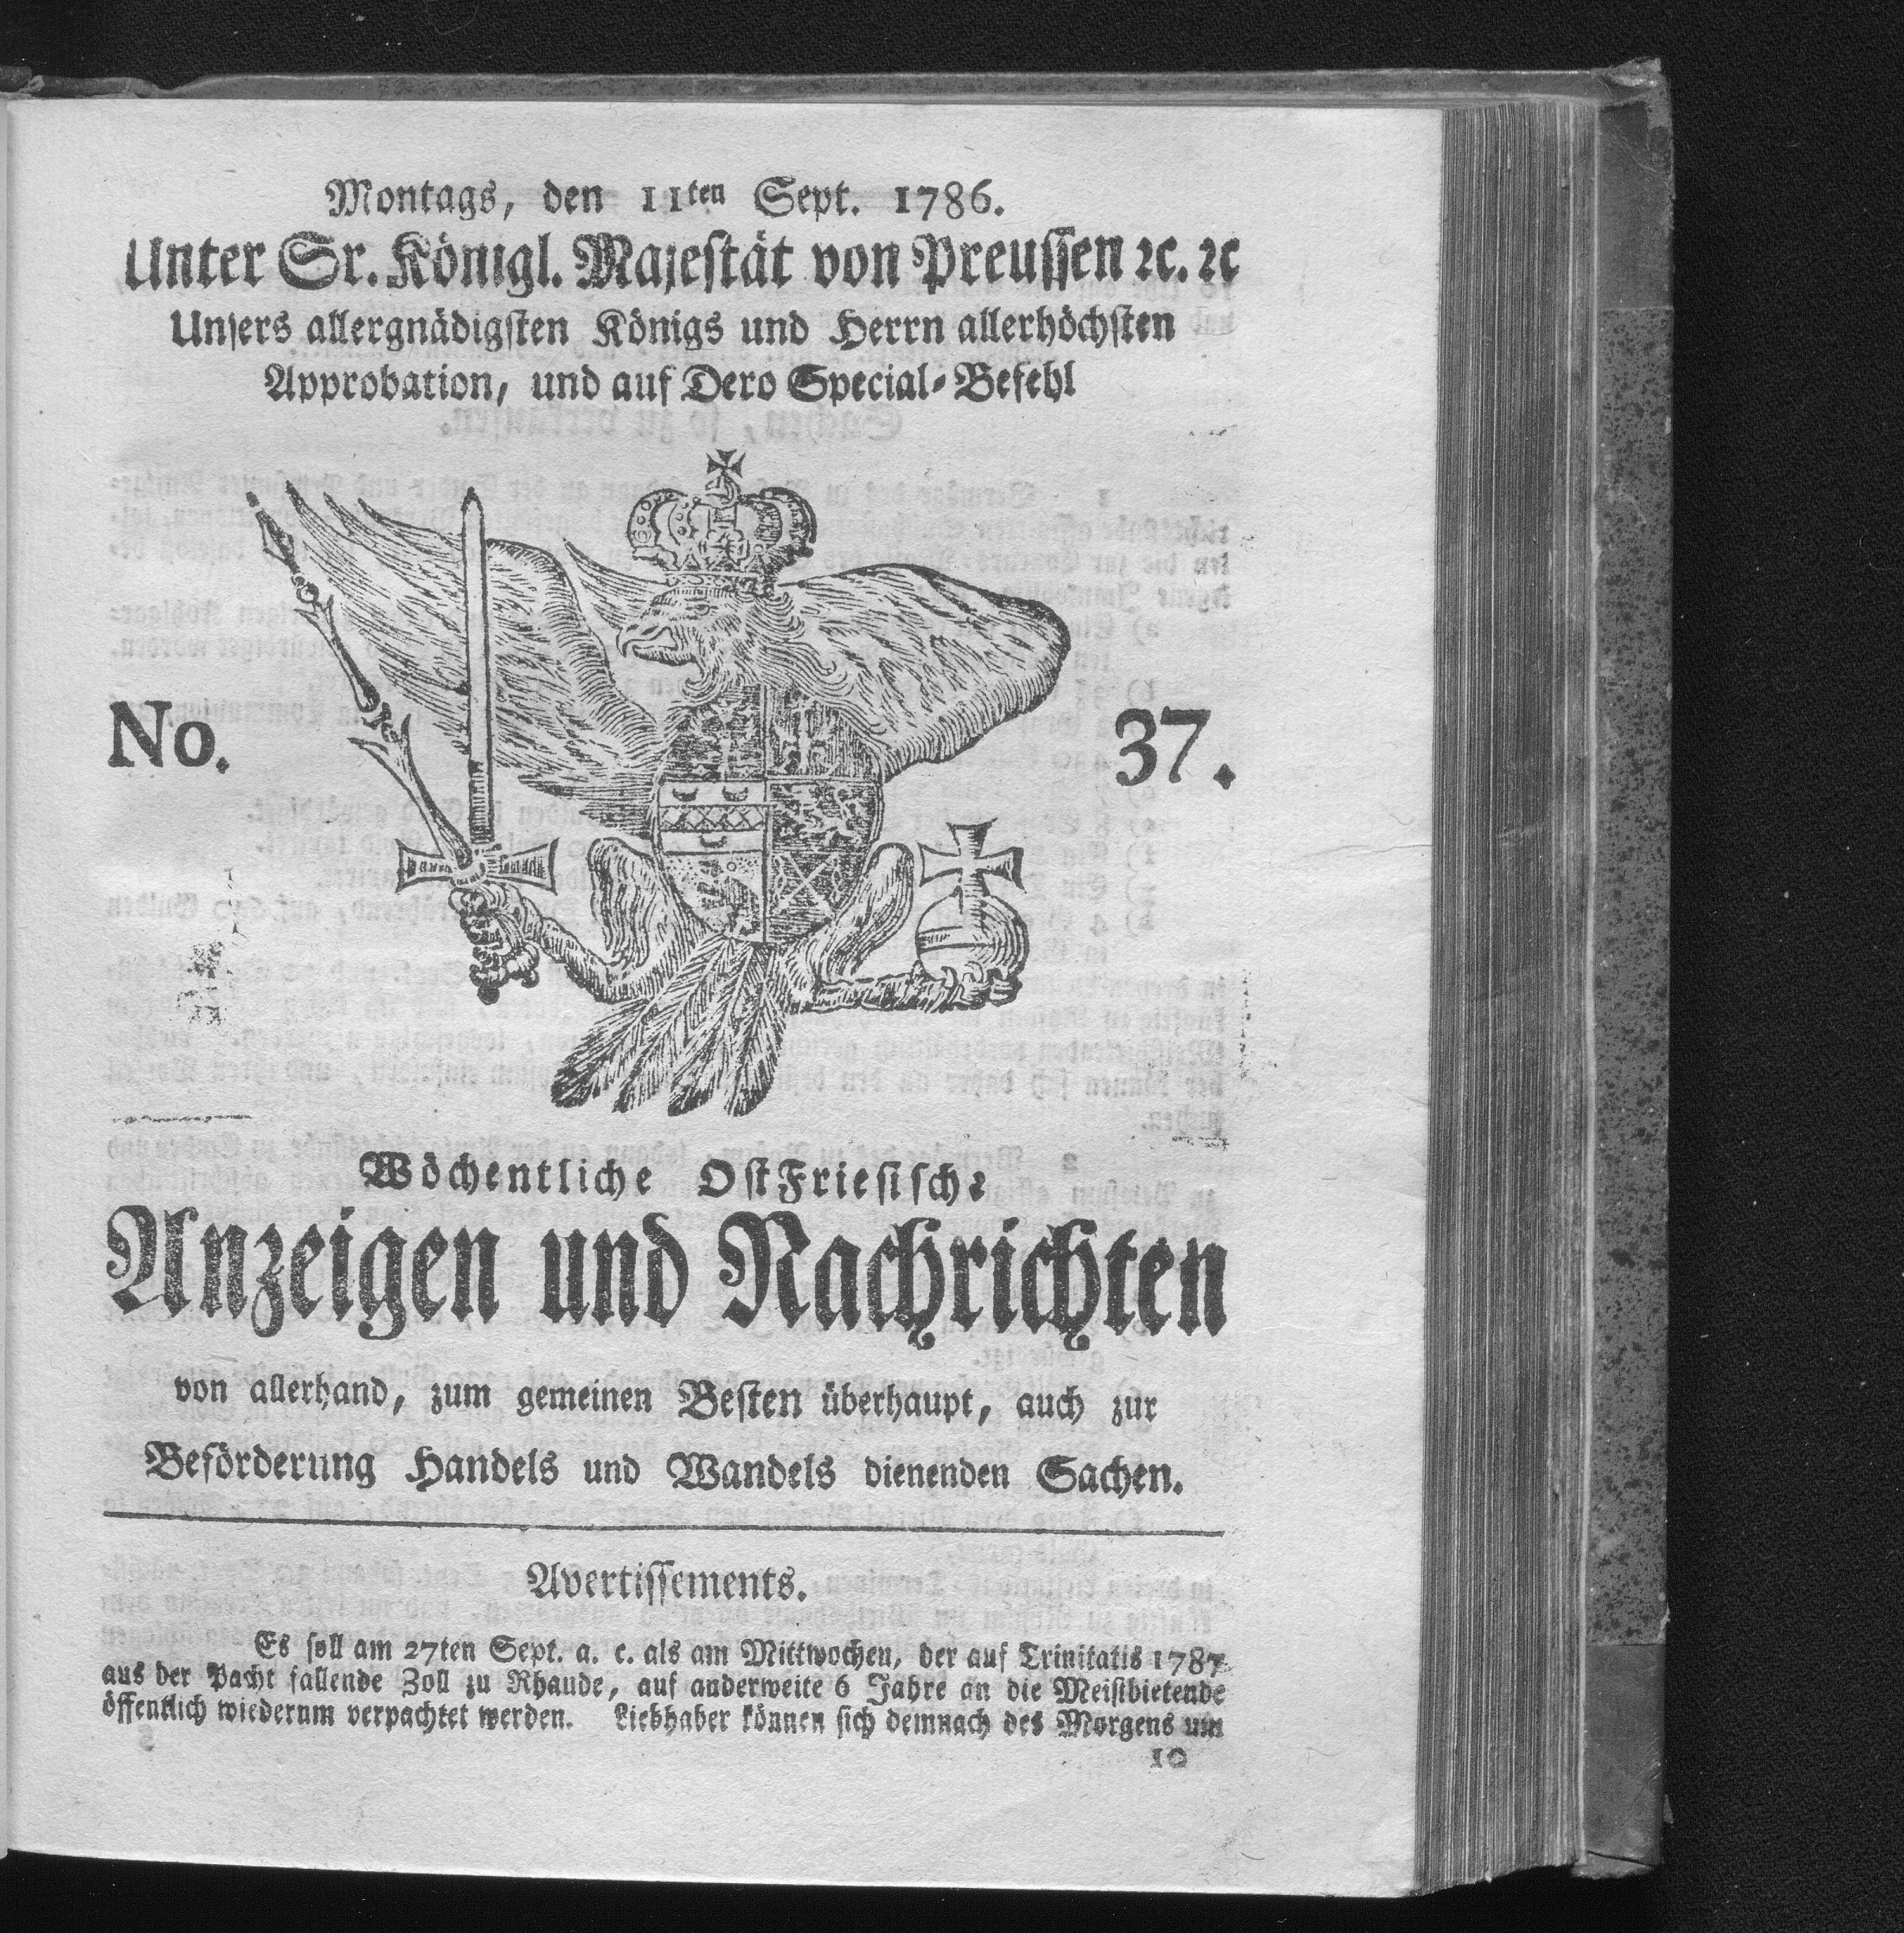 Montags, den 11ten Sept. 1786.
Unter Sr. Königl. Majestät von Preussen ꝛc. ꝛc
Unsers allergnädigsten Königs und Herrn allerhöchsten
Approbation, und auf Dero Special-Befehl
No. 37.
Wöchentliche OstFriesische
Anzeigen und Nachrichten
von allerhand, zum gemeinen Besten überhaupt, auch zur
Beförderung Handels und Wandels dienenden Sachen.
Avertissements.
Es soll am 27ten Sept. a. c. als am Mittwochen, der auf Trinitatis 1787
aus der Pacht fallende Zoll zu Rhaude, auf anderweite 6 Jahre an die Meistbietende
öffentlich wiederum verpachtet werden. Liebhaber können sich demnach des Morgens um
10